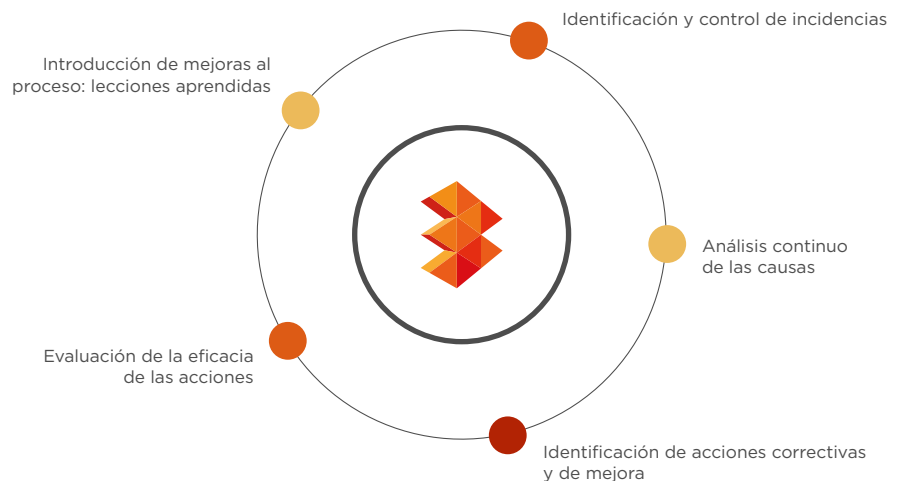 Identificación y control de incidencias
Introducción de mejoras al
proceso: lecciones aprendidas
Análisis continuo
de las causas
Evaluación de la eficacia
de las acciones
Identificación de acciones correctivas
y de mejora